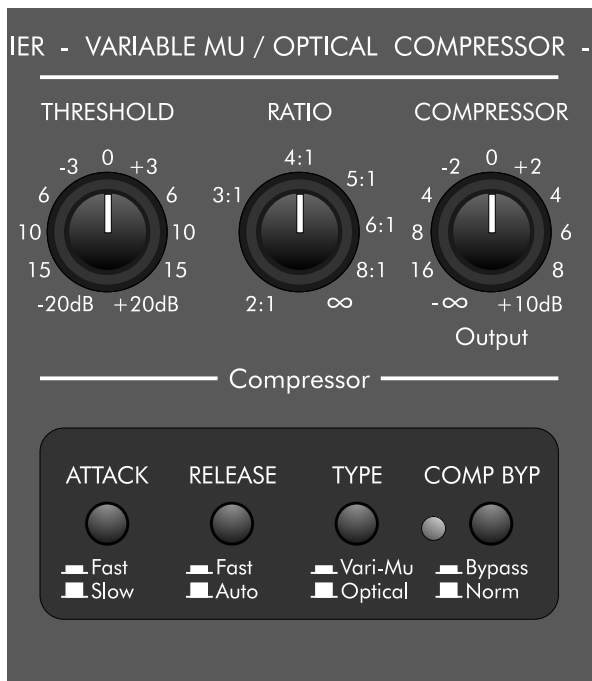 IER - VARIABLE MU / OPTICAL COMPRESSOR -
THRESHOLD RATIO COMPRESSOR
-3 0 +3
6 6
10 10
15 15
-20dB +20dB
4:1
3:1 5:1
6:1
8:1
2:1 ∞
-2 0 +2
4 4
8 6
16 8
-∞ +10dB
Output
Compressor
ATTACK RELEASE TYPE COMP BYP
Fast Fast Vari-Mu Bypass
Slow Auto Optical Norm